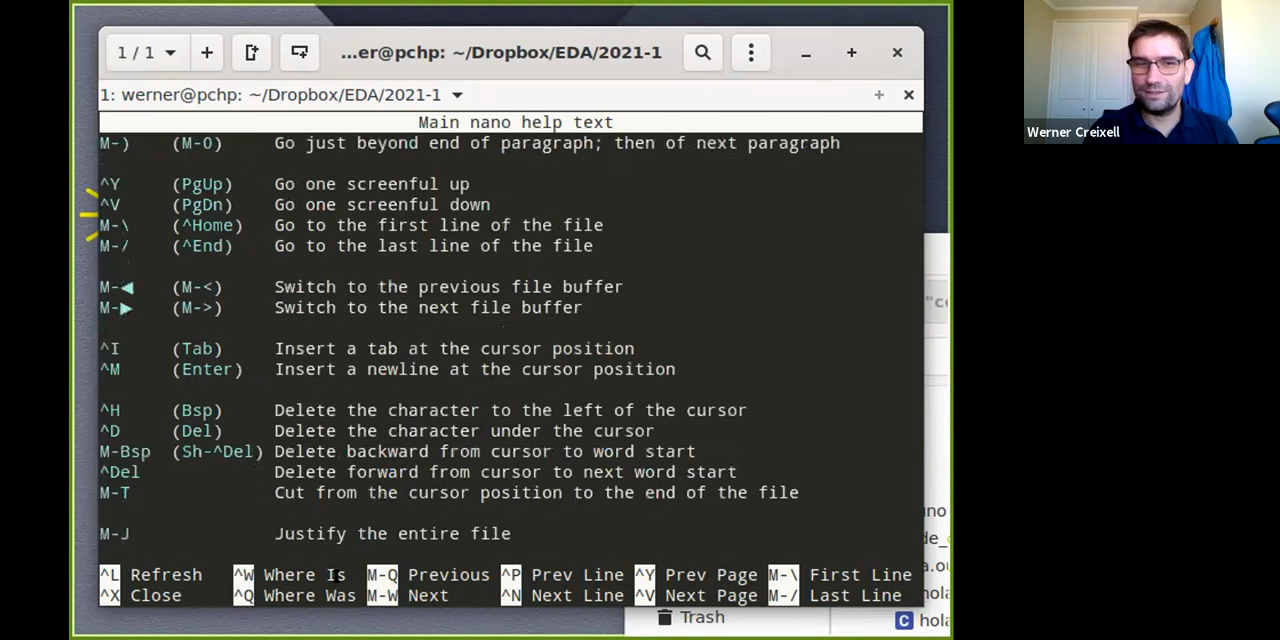 1 / 1
…er@pchp: ~/Dropbox/EDA/2021-1
1: werner@pchp: ~/Dropbox/EDA/2021-1
Main nano help text
M-) (M-0) Go just beyond end of paragraph; then of next paragraph
^Y (PgUp) Go one screenful up
^V (PgDn) Go one screenful down
M-\ (^Home) Go to the first line of the file
M-/ (^End) Go to the last line of the file
M-◀ (M-<) Switch to the previous file buffer
M-▶ (M->) Switch to the next file buffer
^I (Tab) Insert a tab at the cursor position
^M (Enter) Insert a newline at the cursor position
^H (Bsp) Delete the character to the left of the cursor
^D (Del) Delete the character under the cursor
M-Bsp (Sh-^Del) Delete backward from cursor to word start
^Del Delete forward from cursor to next word start
M-T Cut from the cursor position to the end of the file
M-J Justify the entire file
^L Refresh ^W Where Is M-Q Previous ^P Prev Line ^Y Prev Page M-\ First Line
^X Close ^Q Where Was M-W Next ^N Next Line ^V Next Page M-/ Last Line
Trash
Werner Creixell